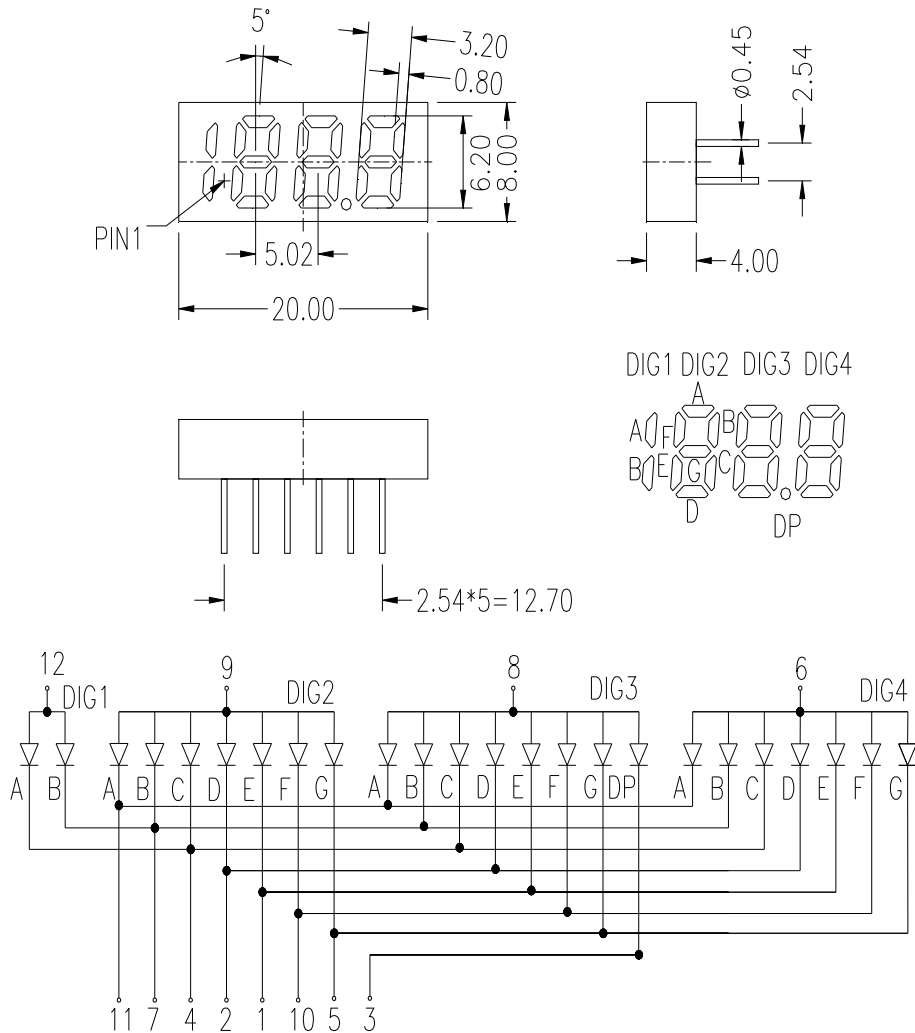 5°
3.20
0.80
6.20
8.00
PIN1
5.02
20.00
ø0.45
2.54
4.00
DIG1 DIG2 DIG3 DIG4
A
A F B
B E G C
D
DP
2.54*5=12.70
12 9 8 6
DIG1 DIG2 DIG3 DIG4
A B A B C D E F G A B C D E F G DP A B C D E F G
11 7 4 2 1 10 5 3